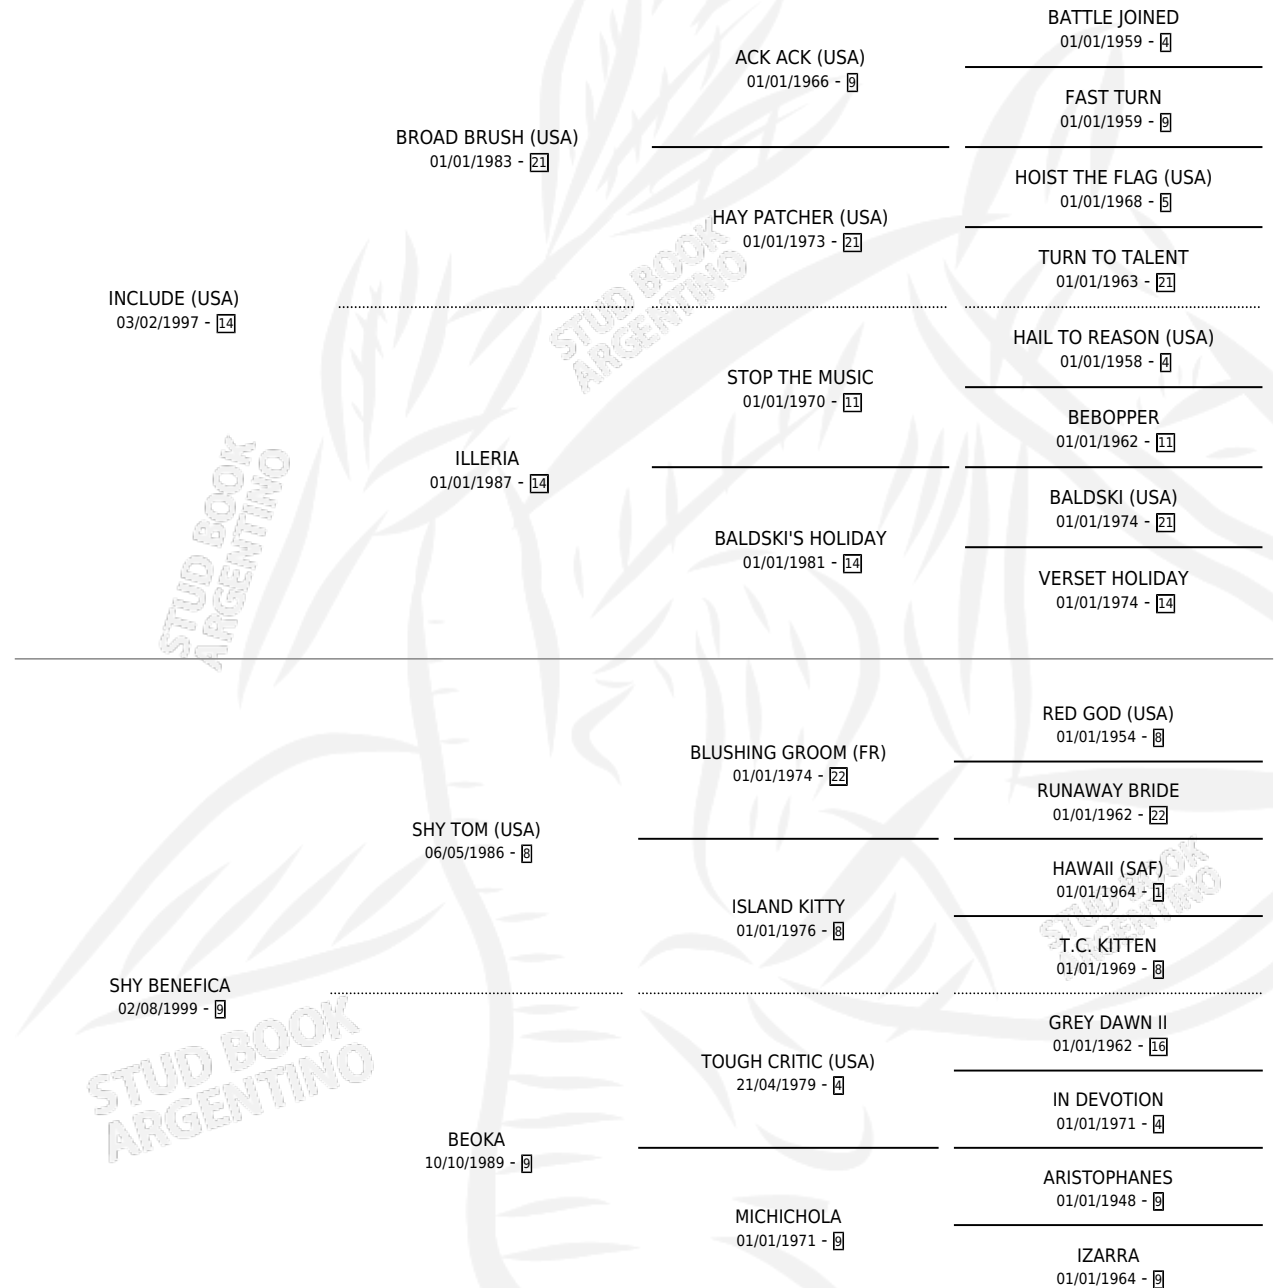 BATTLE JOINED
01/01/1959 - 4
ACK ACK (USA)
01/01/1966 - 9
FAST TURN
01/01/1959 - 9
BROAD BRUSH (USA)
01/01/1983 - 21
HOIST THE FLAG (USA)
01/01/1968 - 5
HAY PATCHER (USA)
01/01/1973 - 21
TURN TO TALENT
01/01/1963 - 21
INCLUDE (USA)
03/02/1997 - 14
STUD BOOK
ARGENTINO
HAIL TO REASON (USA)
01/01/1958 - 4
STOP THE MUSIC
01/01/1970 - 11
BEBOPPER
01/01/1962 - 11
ILLERIA
01/01/1987 - 14
BALDSKI (USA)
01/01/1974 - 21
BALDSKI'S HOLIDAY
01/01/1981 - 14
VERSET HOLIDAY
01/01/1974 - 14
STUD BOOK
ARGENTINO
RED GOD (USA)
01/01/1954 - 8
BLUSHING GROOM (FR)
01/01/1974 - 22
RUNAWAY BRIDE
01/01/1962 - 22
SHY TOM (USA)
06/05/1986 - 8
HAWAII (SAF)
01/01/1964 - 1
ISLAND KITTY
01/01/1976 - 8
STUD BOOK
ARGENTINO
T.C. KITTEN
01/01/1969 - 8
SHY BENEFICA
02/08/1999 - 9
STUD BOOK
ARGENTINO
GREY DAWN II
01/01/1962 - 16
TOUGH CRITIC (USA)
21/04/1979 - 4
IN DEVOTION
01/01/1971 - 4
BEOKA
10/10/1989 - 9
ARISTOPHANES
01/01/1948 - 9
MICHICHOLA
01/01/1971 - 9
IZARRA
01/01/1964 - 9